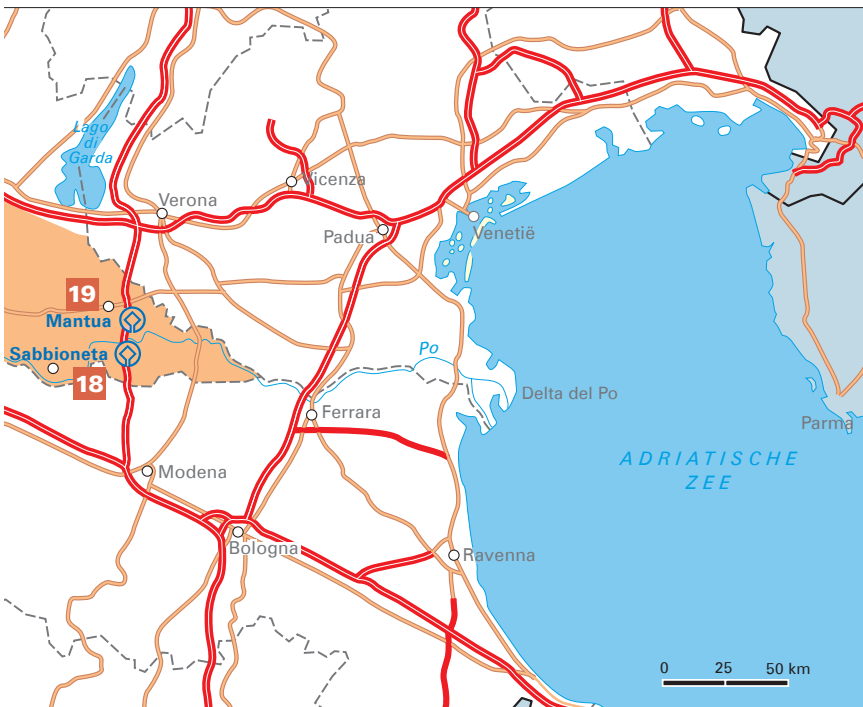 Lago
di
Garda
Verona
Vicenza
Padua
Venetië
19
Mantua
Sabbioneta
18
Po
Delta del Po
Ferrara
Parma
ADRIATISCHE
ZEE
Modena
Bologna
Ravenna
0 25 50 km